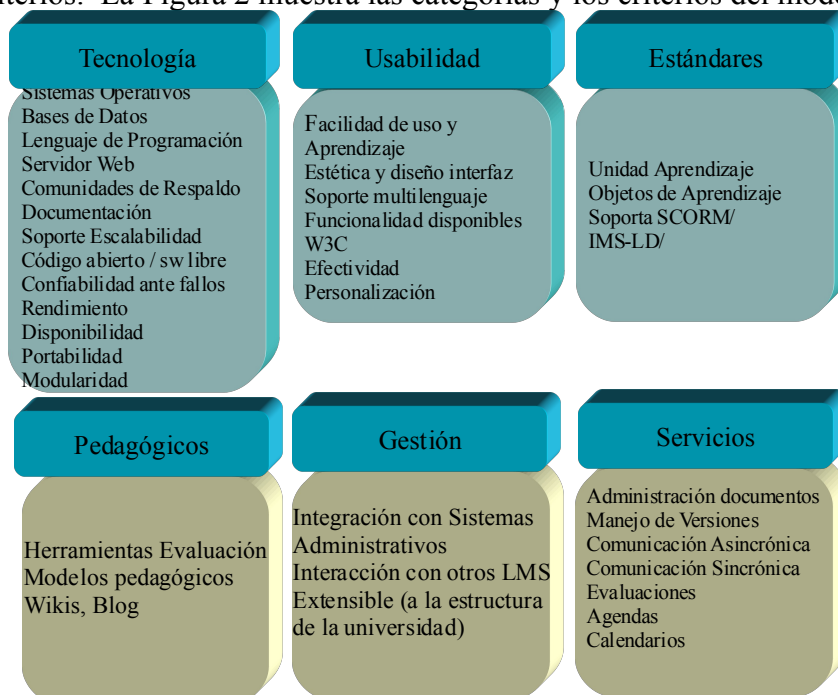 terios. La Figura 2 muestra las categorías y los criterios del mode
Tecnología
Sistemas Operativos
Bases de Datos
Lenguaje de Programación
Servidor Web
Comunidades de Respaldo
Documentación
Soporte Escalabilidad
Código abierto / sw libre
Confiabilidad ante fallos
Rendimiento
Disponibilidad
Portabilidad
Modularidad
Usabilidad
Facilidad de uso y
Aprendizaje
Estética y diseño interfaz
Soporte multilenguaje
Funcionalidad disponibles
W3C
Efectividad
Personalización
Estándares
Unidad Aprendizaje
Objetos de Aprendizaje
Soporta SCORM/
IMS-LD/
Pedagógicos
Herramientas Evaluación
Modelos pedagógicos
Wikis, Blog
Gestión
Integración con Sistemas
Administrativos
Interacción con otros LMS
Extensible (a la estructura
de la universidad)
Servicios
Administración documentos
Manejo de Versiones
Comunicación Asincrónica
Comunicación Sincrónica
Evaluaciones
Agendas
Calendarios